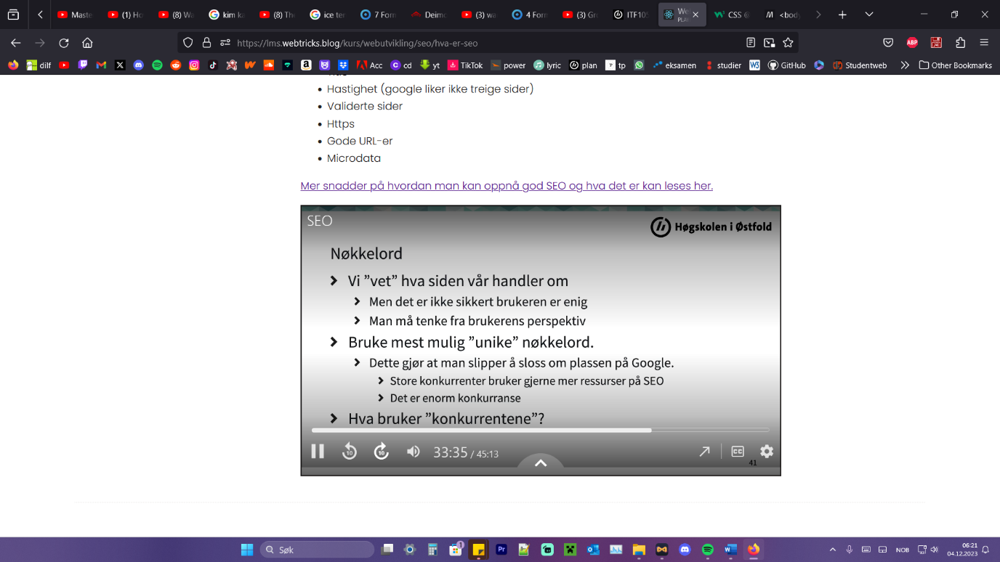 Maste
(1) Ho
(8) Wa
kim ka
(8) The
ice ter
7 Form
Deimo
(3) wa
4 Form
(3) Gro
ITF105
We
PLAY
CSS @
<body
https://lms.webtricks.blog/kurs/webutvikling/seo/hva-er-seo
dilf
Acc
cd
yt
TikTok
power
lyric
plan
tp
eksamen
studier
GitHub
Studentweb
Other Bookmarks
Hastighet (google liker ikke treige sider)
Validerte sider
Https
Gode URL-er
Microdata
Mer snadder på hvordan man kan oppnå god SEO og hva det er kan leses her.
SEO
Høgskolen i Østfold
Nøkkelord
Vi ”vet” hva siden vår handler om
Men det er ikke sikkert brukeren er enig
Man må tenke fra brukerens perspektiv
Bruke mest mulig ”unike” nøkkelord.
Dette gjør at man slipper å sloss om plassen på Google.
Store konkurrenter bruker gjerne mer ressurser på SEO
Det er enorm konkurranse
Hva bruker ”konkurrentene”?
33:35 / 45:13
CC
41
Søk
NOB
06:21
04.12.2023